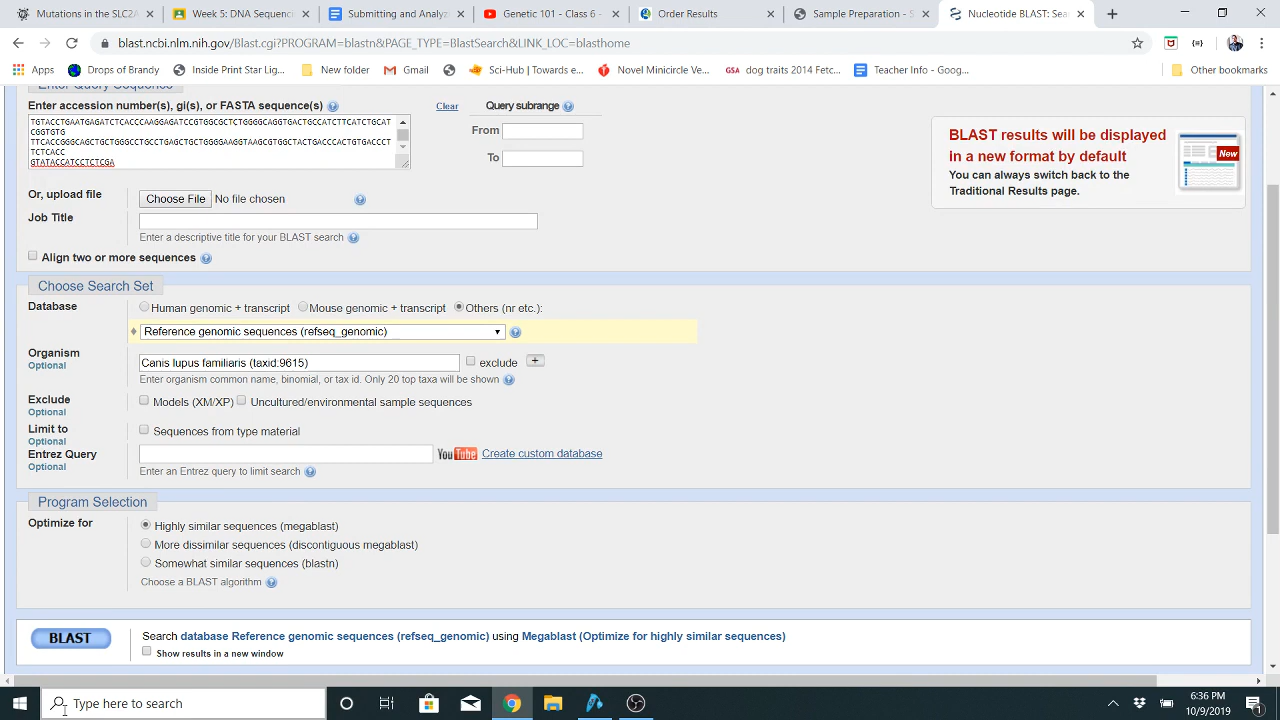 Mutations in the SLC2A
Week 5: DNA Sequenci
Submitting and Analyz
Genetic 101 - Class 6 -
Order Results
Sample Preparation - S
Nucleotide BLAST: Sea
blast.ncbi.nlm.nih.gov/Blast.cgi?PROGRAM=blastn&PAGE_TYPE=BlastSearch&LINK_LOC=blasthome
Apps
Drops of Brandy
Inside Print Star Lig...
New folder
Gmail
Sci-Hub | Towards e...
Novel Minicircle Ve...
GSA dog traits 2014 Fetc...
Teacher Info - Goog...
Other bookmarks
Enter Query Sequence
Enter accession number(s), gi(s), or FASTA sequence(s)
Clear
Query subrange
TGTACCTGAATGAGATCTCACCCAAGGAGATCCGTGGCGCTCTGGGGCAGGTGACTGCCATCTTCATCTGCAT
CGGTGTG
TTCACCGGGCAGCTGCTGGGCCTGCCTGAGCTGCTGGGGAAGGTAAGCGTGGCTACTGACCCACTGTGACCCT
TCTCACC
GTATACCATCCTCTCGA
From
To
BLAST results will be displayed
in a new format by default
You can always switch back to the
Traditional Results page.
New
Or, upload file
Choose File No file chosen
Job Title
Enter a descriptive title for your BLAST search
Align two or more sequences
Choose Search Set
Database
Human genomic + transcript
Mouse genomic + transcript
Others (nr etc.):
Reference genomic sequences (refseq_genomic)
Organism
Optional
Canis lupus familiaris (taxid:9615)
exclude
+
Enter organism common name, binomial, or tax id. Only 20 top taxa will be shown
Exclude
Optional
Models (XM/XP)
Uncultured/environmental sample sequences
Limit to
Optional
Sequences from type material
Entrez Query
Optional
YouTube
Create custom database
Enter an Entrez query to limit search
Program Selection
Optimize for
Highly similar sequences (megablast)
More dissimilar sequences (discontiguous megablast)
Somewhat similar sequences (blastn)
Choose a BLAST algorithm
BLAST
Search database Reference genomic sequences (refseq_genomic) using Megablast (Optimize for highly similar sequences)
Show results in a new window
Type here to search
6:36 PM
10/9/2019
1